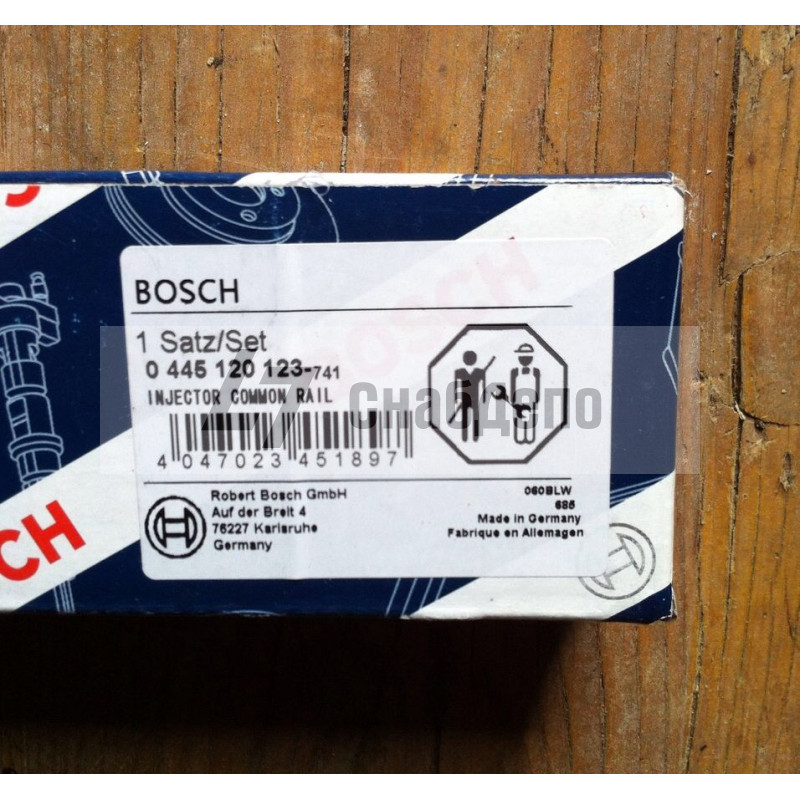 BOSCH
BOSCH
1 Satz/Set
0 445 120 123-741
INJECTOR COMMON RAIL
Снабдепо
4 047023 451897
Robert Bosch GmbH
Auf der Breit 4
76227 Karlsruhe
Germany
060BLW
685
Made in Germany
Fabrique en Allemagen
CH